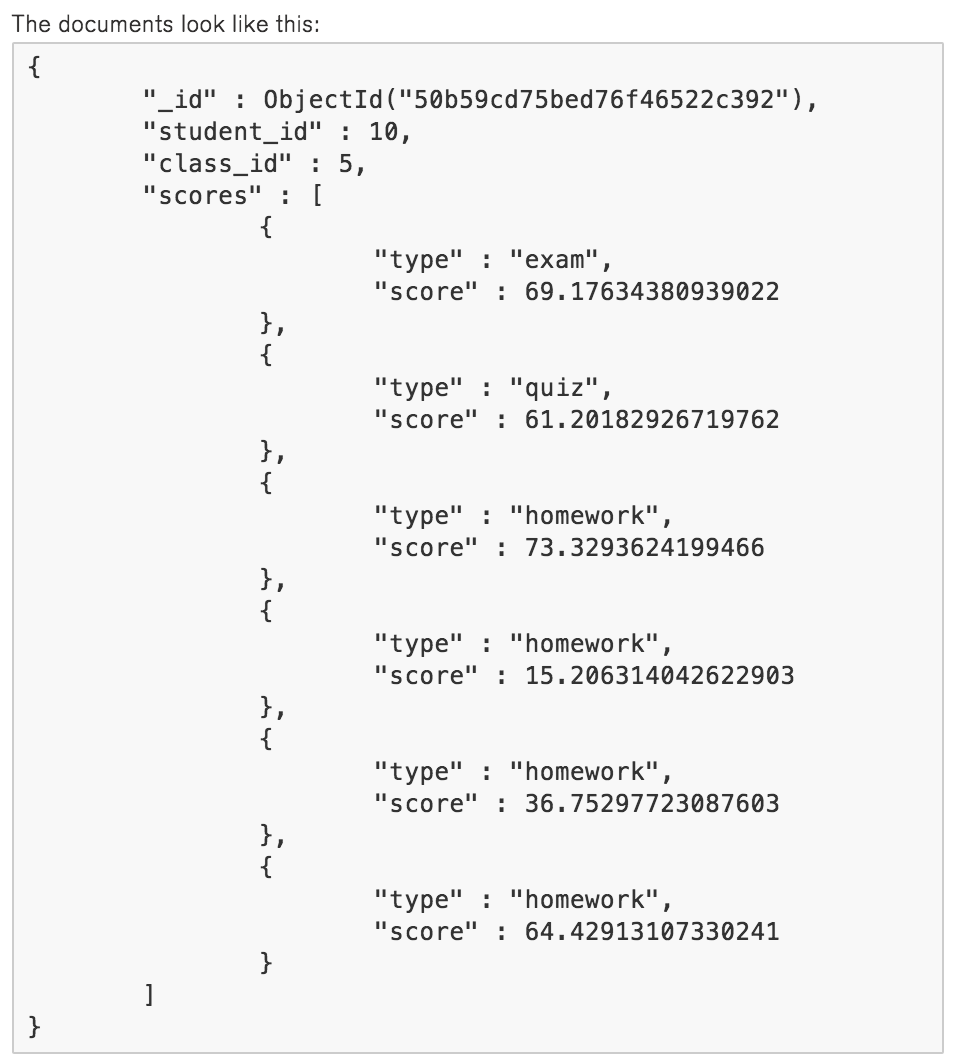 The documents look like this:
{
        "_id" : ObjectId("50b59cd75bed76f46522c392"),
        "student_id" : 10,
        "class_id" : 5,
        "scores" : [
                {
                        "type" : "exam",
                        "score" : 69.17634380939022
                },
                {
                        "type" : "quiz",
                        "score" : 61.20182926719762
                },
                {
                        "type" : "homework",
                        "score" : 73.3293624199466
                },
                {
                        "type" : "homework",
                        "score" : 15.206314042622903
                },
                {
                        "type" : "homework",
                        "score" : 36.75297723087603
                },
                {
                        "type" : "homework",
                        "score" : 64.42913107330241
                }
        ]
}